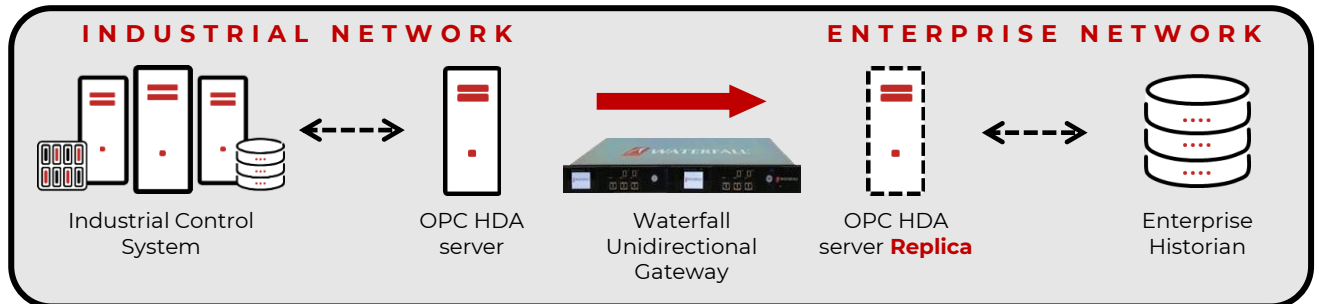 INDUSTRIAL NETWORK
ENTERPRISE NETWORK
WATERFALL
Industrial Control
System
OPC HDA
server
Waterfall
Unidirectional
Gateway
OPC HDA
server Replica
Enterprise
Historian